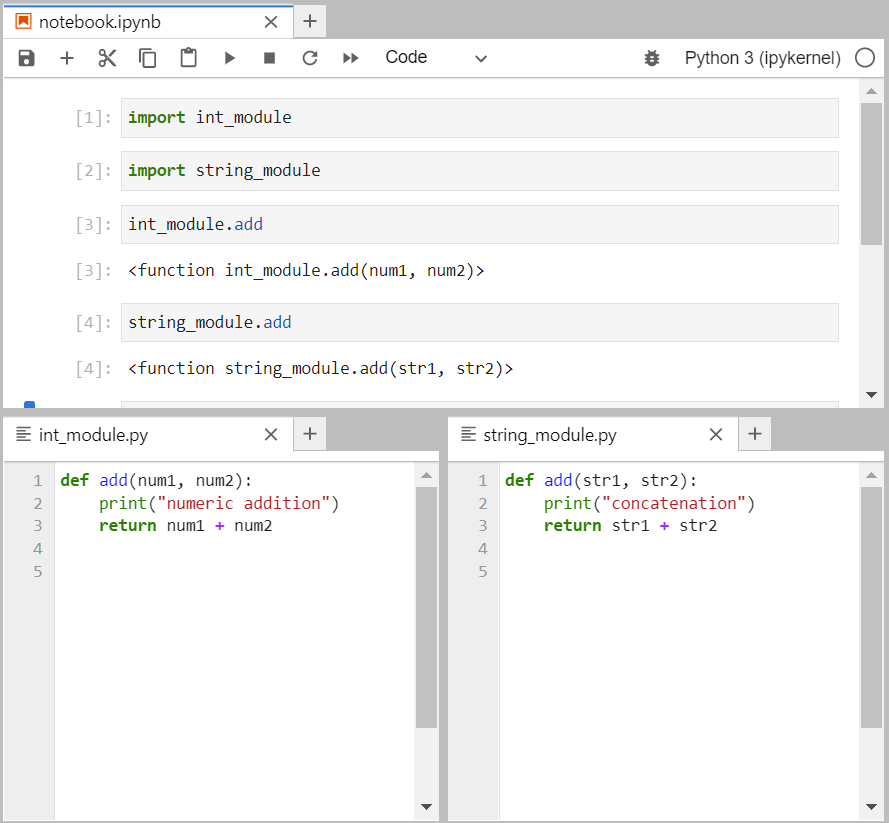 notebook.ipynb
Code
Python 3 (ipykernel)
[1]: import int_module
[2]: import string_module
[3]: int_module.add
[3]: <function int_module.add(num1, num2)>
[4]: string_module.add
[4]: <function string_module.add(str1, str2)>
int_module.py
1 def add(num1, num2):
2     print("numeric addition")
3     return num1 + num2
4
5
string_module.py
1 def add(str1, str2):
2     print("concatenation")
3     return str1 + str2
4
5